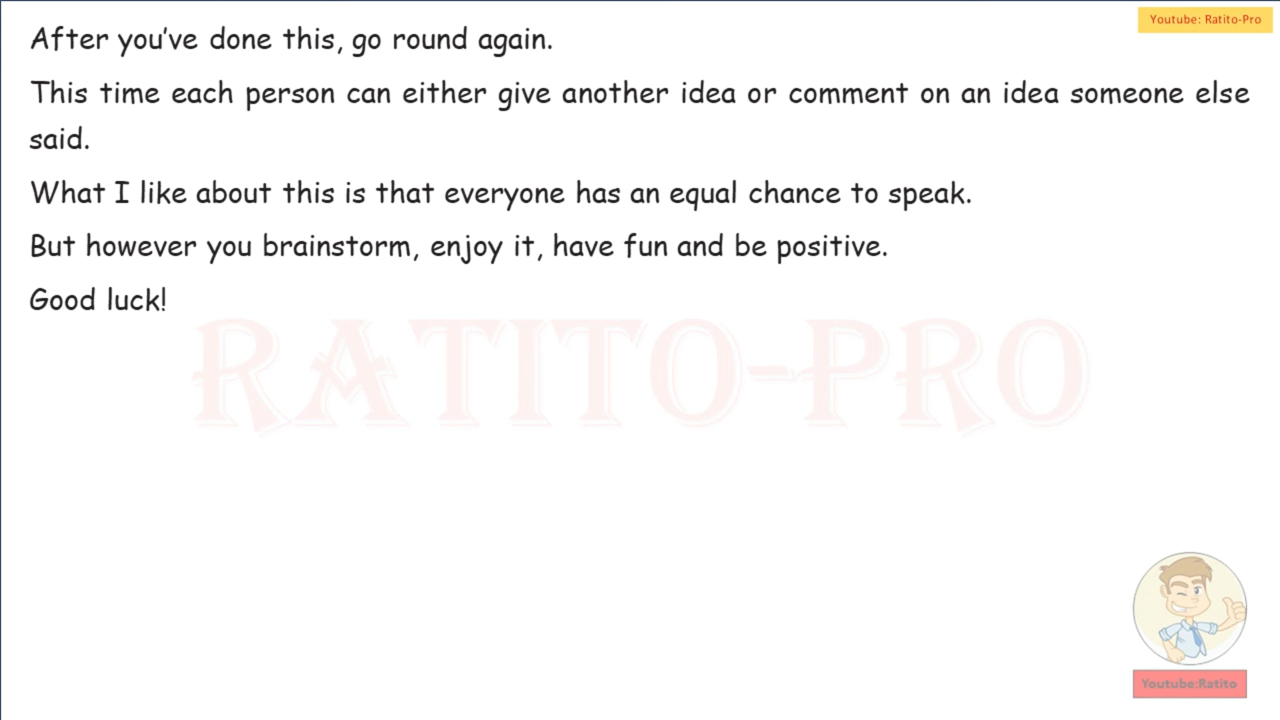 Youtube: Ratito-Pro
After you've done this, go round again.
This time each person can either give another idea or comment on an idea someone else
said.
What I like about this is that everyone has an equal chance to speak.
But however you brainstorm, enjoy it, have fun and be positive.
Good luck!
RATITO-PRO
Youtube:Ratito